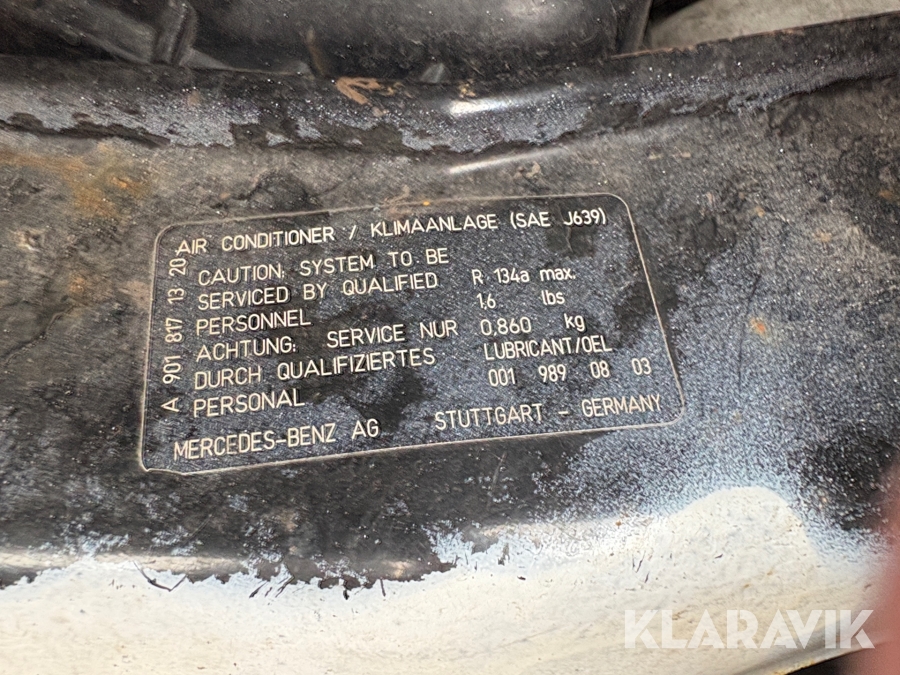 AIR CONDITIONER / KLIMAANLAGE (SAE J639)
CAUTION: SYSTEM TO BE
SERVICED BY QUALIFIED
PERSONNEL
ACHTUNG: SERVICE NUR
DURCH QUALIFIZIERTES
PERSONAL
R 134a max.
1.6 lbs
0,860 kg
LUBRICANT/OEL
001 989 08 03
MERCEDES-BENZ AG STUTTGART - GERMANY
A 901 817 13 20
KLARAVIK